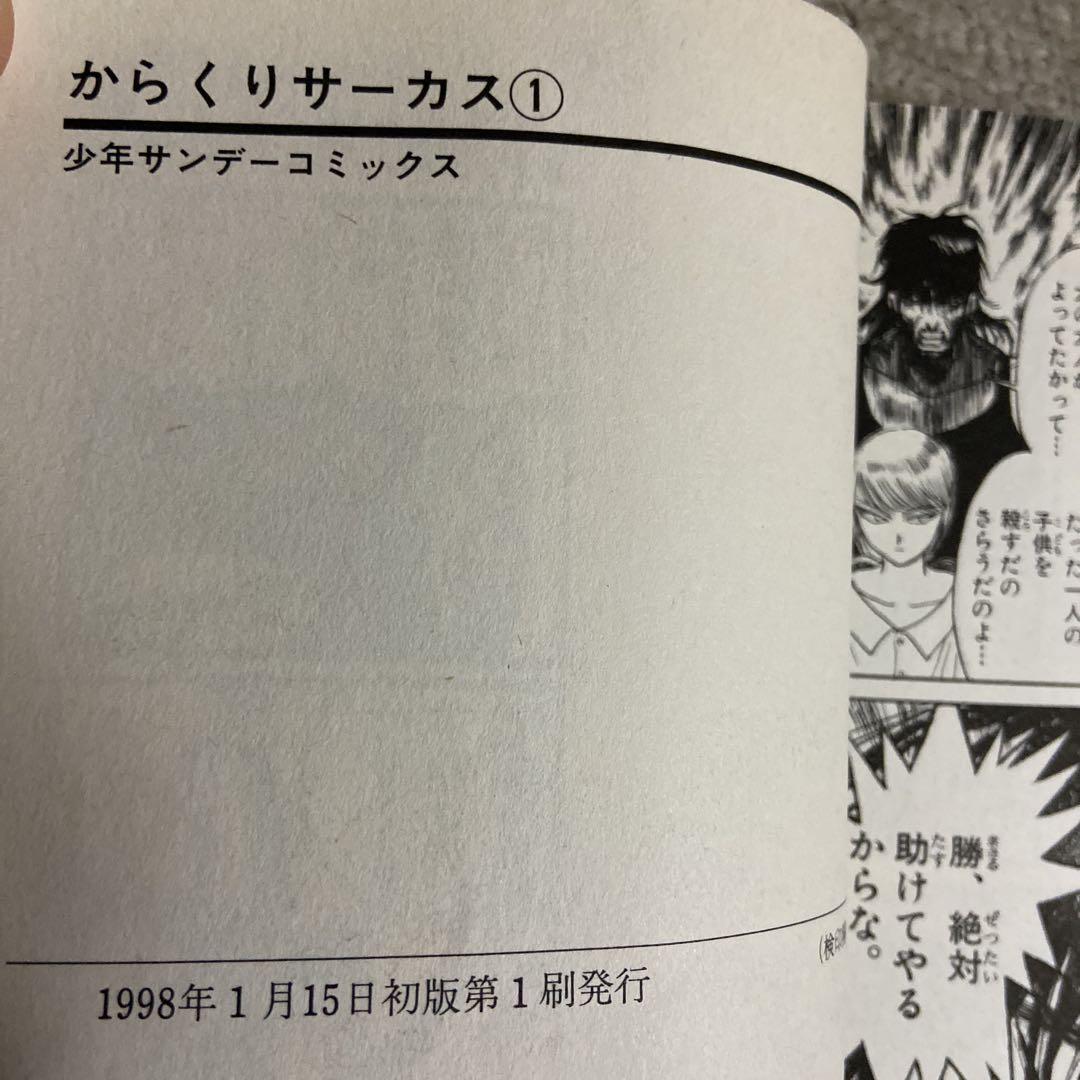 からくりサーカス①
少年サンデーコミックス
1998年1月15日初版第1刷発行
よってたかって…
たった一人の
子供を
殺すだの
さらうだのよ…
勝、絶対
助けてやる
からな。